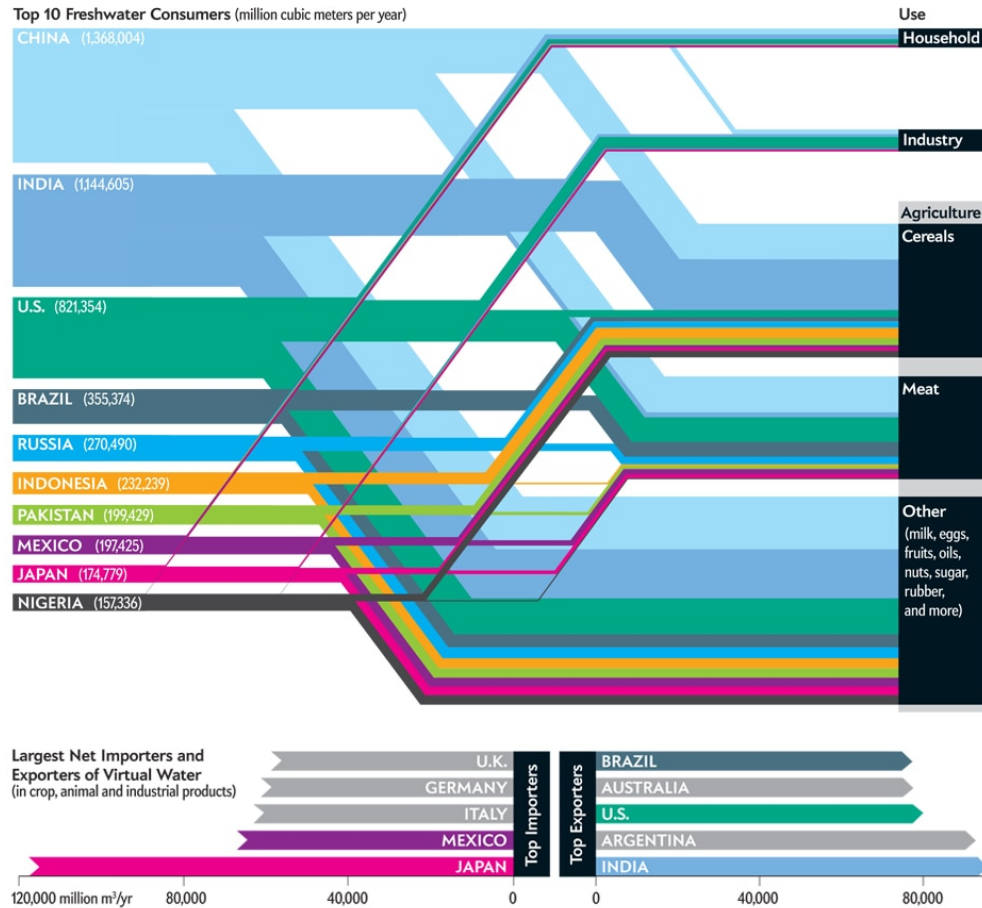 Top 10 Freshwater Consumers (million cubic meters per year)
Use
CHINA (1,368,004)
Household
Industry
INDIA (1,144,605)
Agriculture
Cereals
U.S. (821,354)
Meat
BRAZIL (355,374)
RUSSIA (270,490)
INDONESIA (232,239)
PAKISTAN (199,429)
MEXICO (197,425)
JAPAN (174,779)
NIGERIA (157,336)
Other
(milk, eggs,
fruits, oils,
nuts, sugar,
rubber,
and more)
Largest Net Importers and
Exporters of Virtual Water
(in crop, animal and industrial products)
U.K.
GERMANY
ITALY
MEXICO
JAPAN
Top Importers
Top Exporters
BRAZIL
AUSTRALIA
U.S.
ARGENTINA
INDIA
120,000 million m³/yr 80,000 40,000 0 0 40,000 80,000